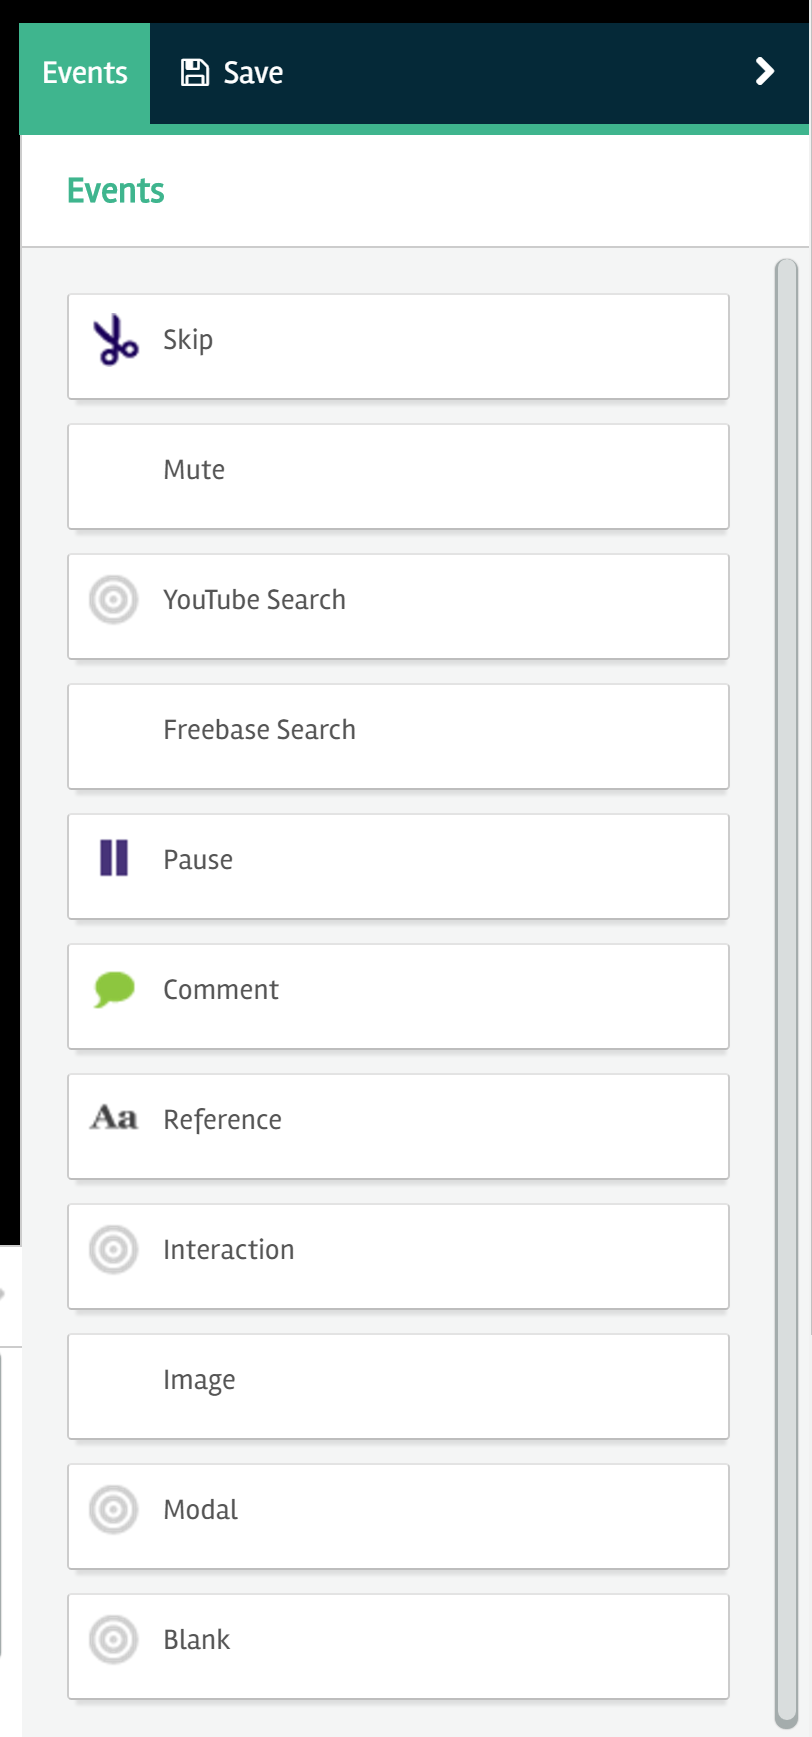 Events Save
Events
Skip
Mute
YouTube Search
Freebase Search
Pause
Comment
Aa Reference
Interaction
Image
Modal
Blank